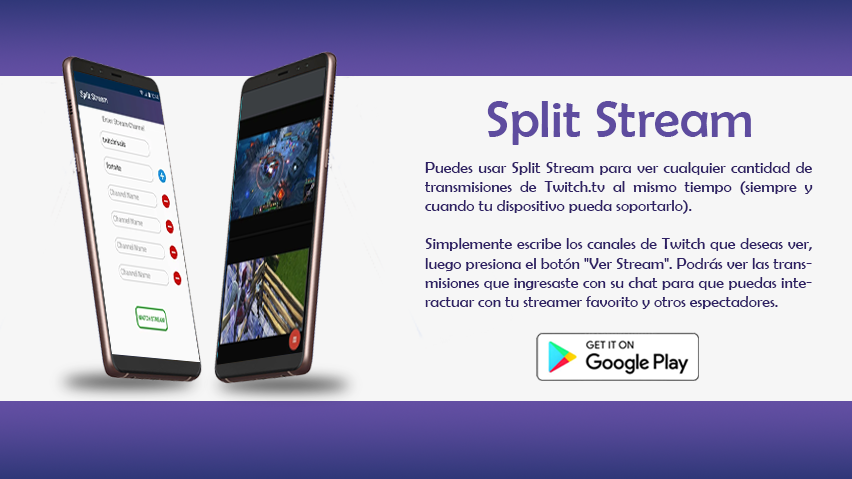 Split Stream
Enter Stream Channel
fortnite
Channel Name
Channel Name
Channel Name
Channel Name
WATCH STREAM
Split Stream
Puedes usar Split Stream para ver cualquier cantidad de
transmisiones de Twitch.tv al mismo tiempo (siempre y
cuando tu dispositivo pueda soportarlo).
Simplemente escribe los canales de Twitch que deseas ver,
luego presiona el botón "Ver Stream". Podrás ver las trans-
misiones que ingresaste con su chat para que puedas inte-
ractuar con tu streamer favorito y otros espectadores.
GET IT ON
Google Play